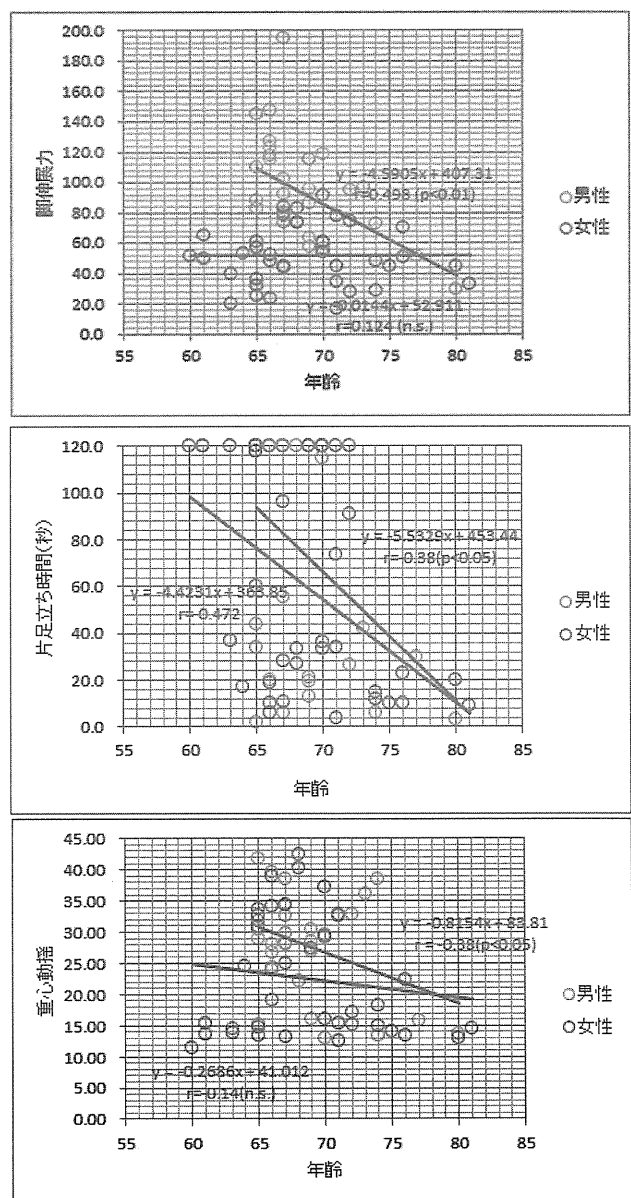 200.0
180.0
160.0
140.0
120.0
100.0
80.0
60.0
40.0
20.0
0.0
脚伸展力
y = -4.5905x + 407.31
r=0.498 (p<0.01)
男性
女性
r=0.124 (n.s.)
55 60 65 70 75 80 85
年齢
120.0
100.0
80.0
60.0
40.0
20.0
0.0
片足立ち時間(秒)
y = -5.5329x + 453.44
r=-0.38(p<0.05)
y = -4.4231x + 363.85
r=-0.472
男性
女性
55 60 65 70 75 80 85
年齢
45.00
40.00
35.00
30.00
25.00
20.00
15.00
10.00
5.00
0.00
重心動揺
y = -0.8154x + 83.81
r = -0.38(p<0.05)
男性
女性
y = -0.2686x + 41.012
r=-0.14(n.s.)
55 60 65 70 75 80 85
年齢